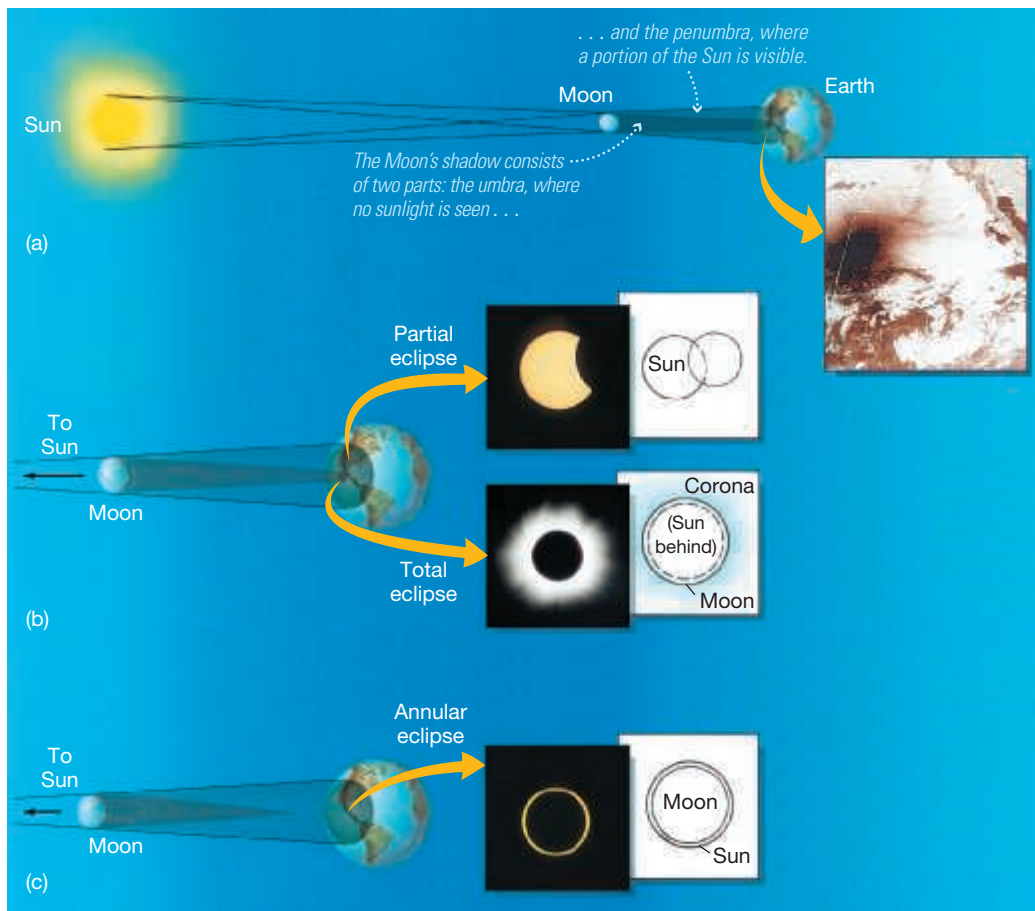 . . . and the penumbra, where
a portion of the Sun is visible.
Earth
Moon
Sun
The Moon's shadow consists
of two parts: the umbra, where
no sunlight is seen . . .
(a)
Partial
eclipse
Sun
To
Sun
Moon
Corona
(Sun
behind)
Moon
Total
eclipse
(b)
Annular
eclipse
To
Sun
Moon
Moon
Sun
(c)